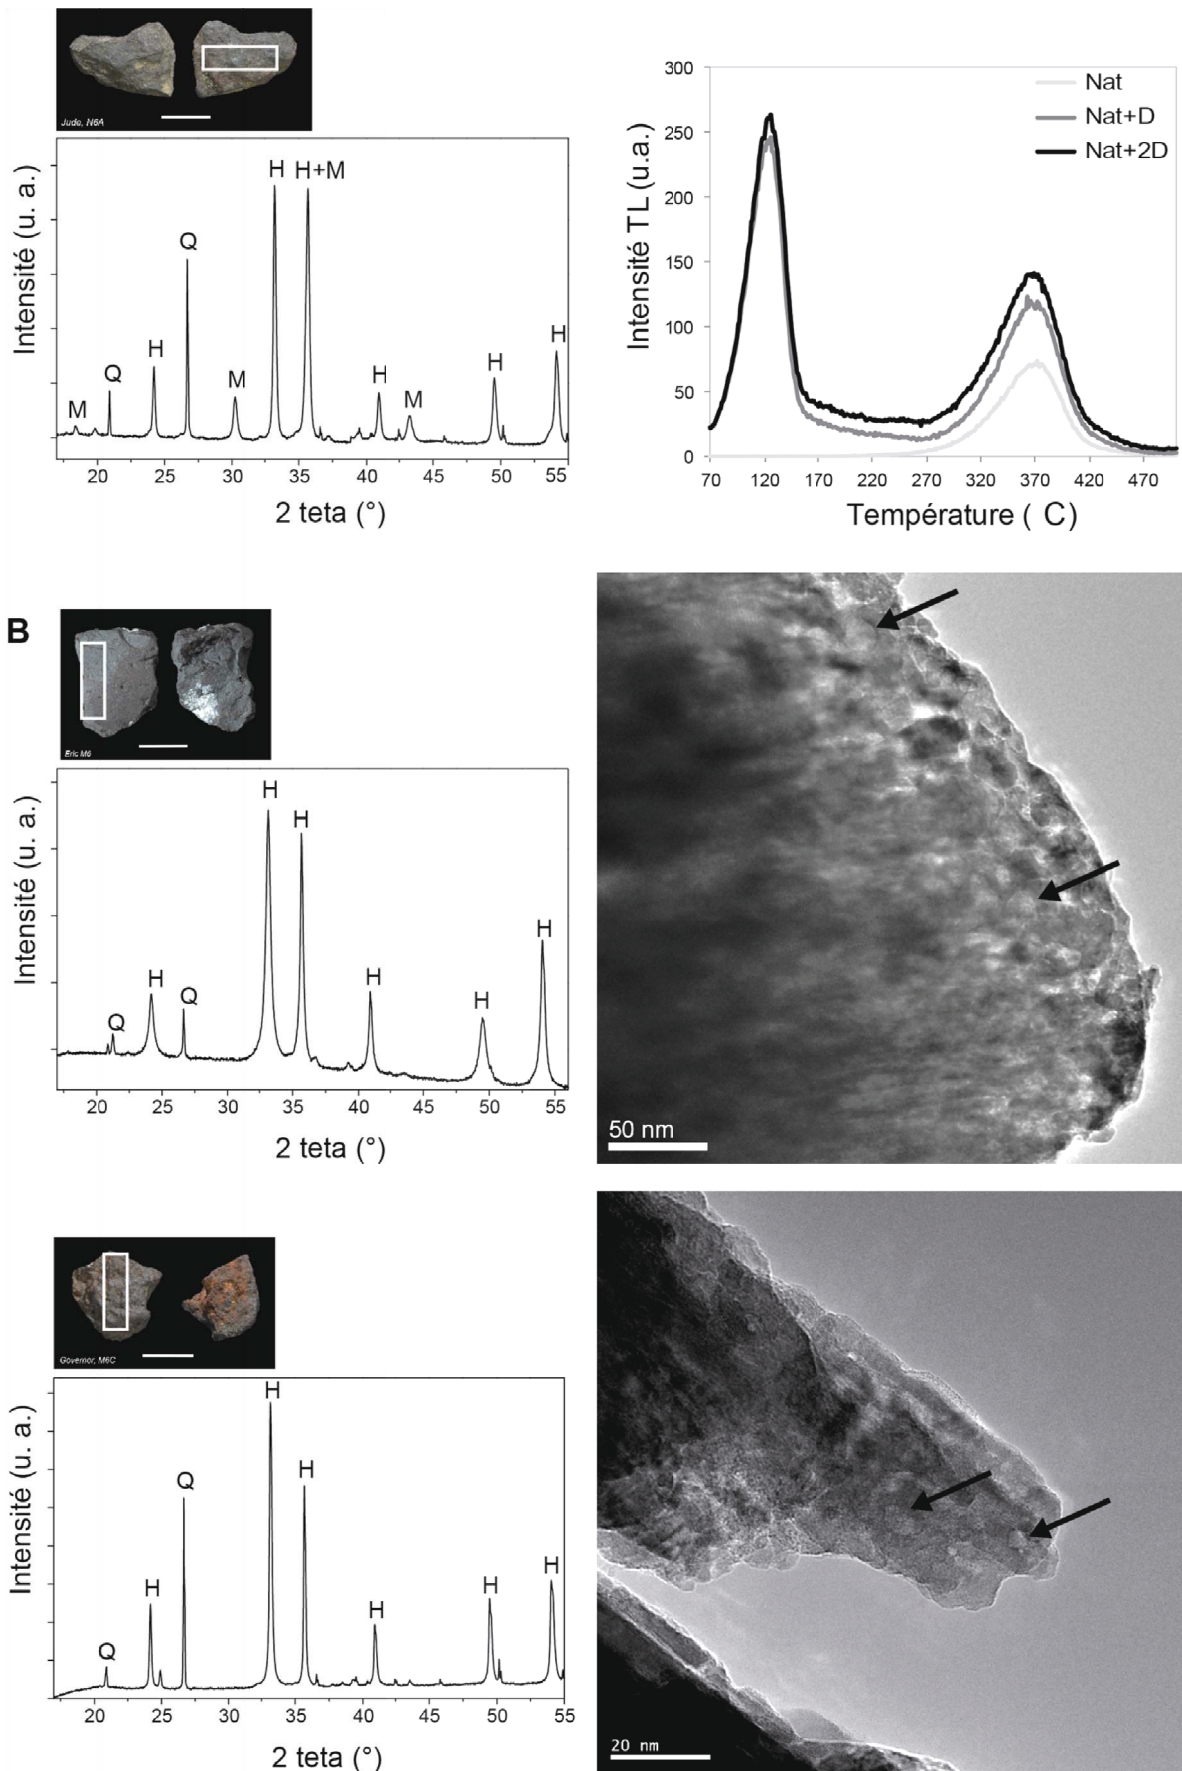 Jude, N6A
Intensité (u. a.)
M
Q
H
Q
M
H
H+M
H
M
H
H
20 25 30 35 40 45 50 55
2 teta (°)
Intensité TL (u.a.)
300
250
200
150
100
50
0
Nat
Nat+D
Nat+2D
70 120 170 220 270 320 370 420 470
Température ( C)
B
Eric M6
Intensité (u. a.)
Q
H
Q
H
H
H
H
H
20 25 30 35 40 45 50 55
2 teta (°)
50 nm
Governor, M6C
Intensité (u. a.)
Q
H
Q
H
H
H
H
H
20 25 30 35 40 45 50 55
2 teta (°)
20 nm